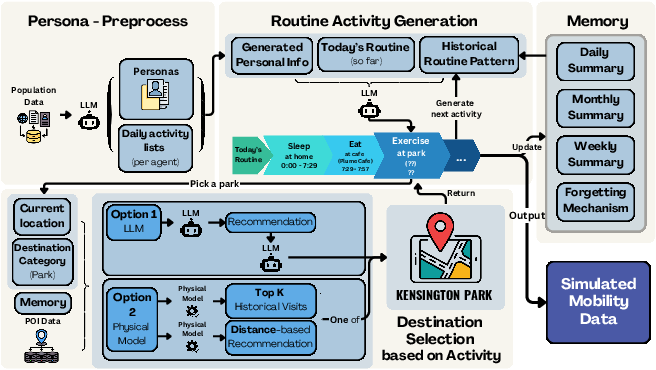 Persona - Preprocess
Population
Data
LLM
Personas
Daily activity
lists
(per agent)
Routine Activity Generation
Generated
Personal Info
Today's Routine
(so far)
Historical
Routine Pattern
LLM
Generate
next activity
Today's
Routine
Sleep
at home
0:00 - 7:29
Eat
at cafe
(Plume Cafe)
7:29 - 7:57
Exercise
at park
(??)
??
...
Memory
Daily
Summary
Monthly
Summary
Weekly
Summary
Forgetting
Mechanism
Update
Output
Simulated
Mobility
Data
Pick a park
Return
Current
location
Destination
Category
(Park)
Memory
POI Data
Option 1
LLM
LLM
Recommendation
LLM
Option
2
Physical
Model
Physical
Model
Top K
Historical Visits
Physical
Model
Distance-based
Recommendation
One of
KENSINGTON PARK
Destination
Selection
based on Activity